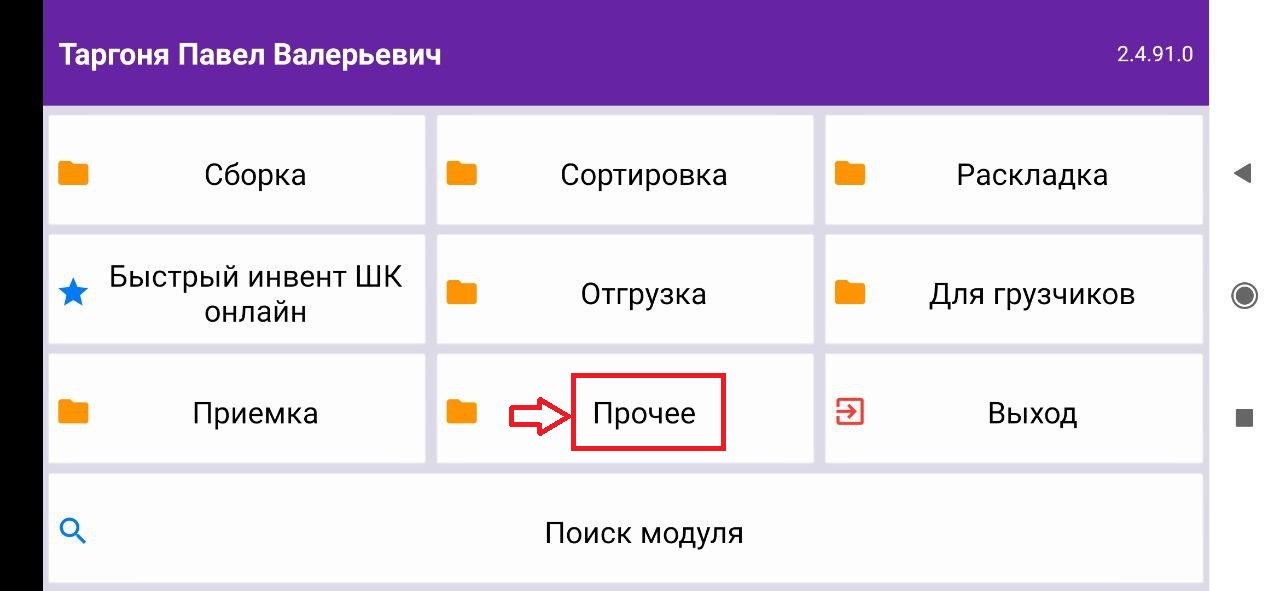 Таргоня Павел Валерьевич
2.4.91.0
Сборка
Сортировка
Раскладка
Быстрый инвент ШК
онлайн
Отгрузка
Для грузчиков
Приемка
Прочее
Выход
Поиск модуля